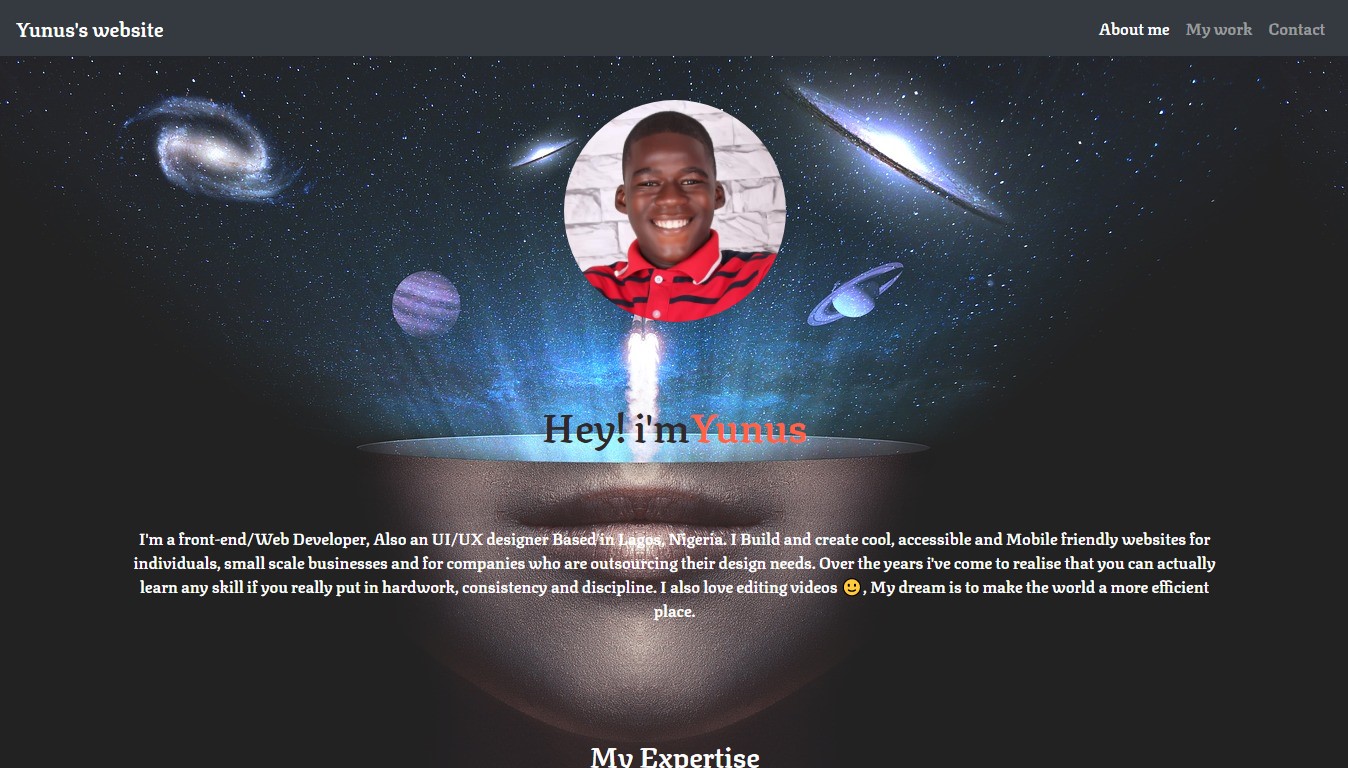 Yunus's website
About me My work Contact
Hey! i'm Yunus
I'm a front-end/Web Developer, Also an UI/UX designer Based in Lagos, Nigeria. I Build and create cool, accessible and Mobile friendly websites for
individuals, small scale businesses and for companies who are outsourcing their design needs. Over the years i've come to realise that you can actually
learn any skill if you really put in hardwork, consistency and discipline. I also love editing videos 🙂, My dream is to make the world a more efficient
place.
My Expertise